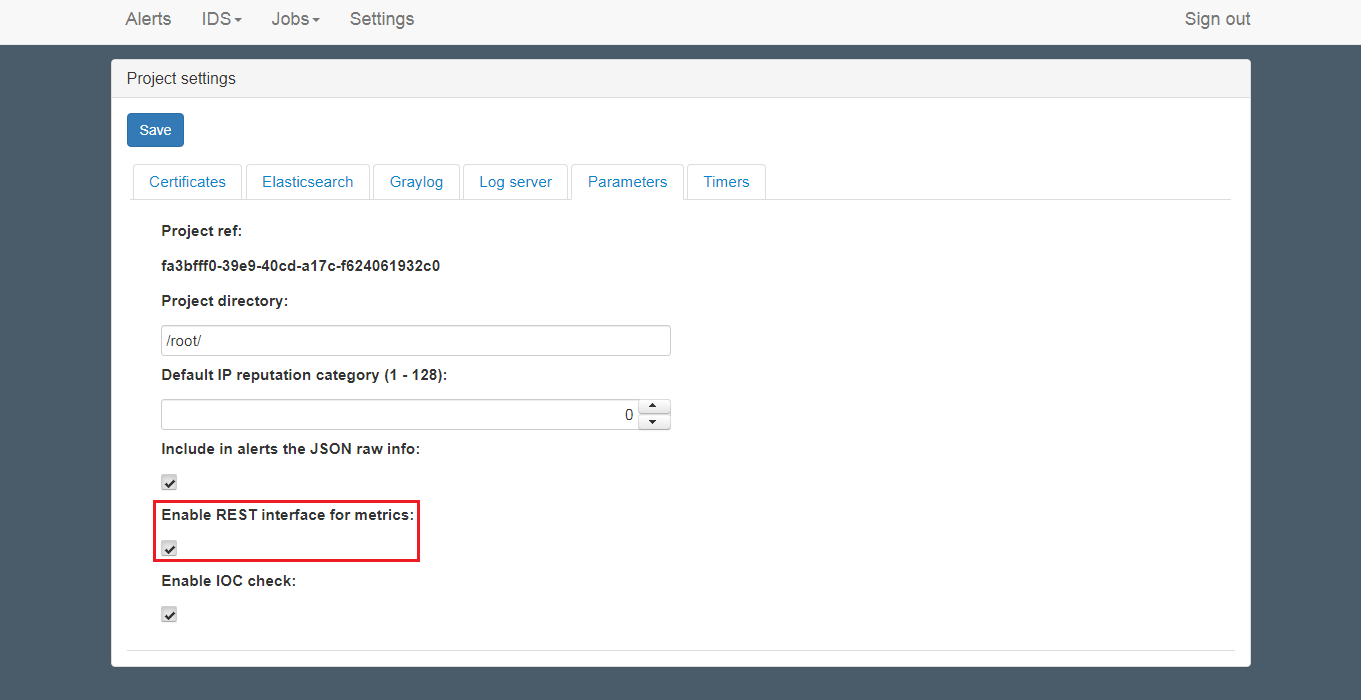 Alerts IDS Jobs Settings Sign out
Project settings
Save
Certificates Elasticsearch Graylog Log server Parameters Timers
Project ref:
fa3bfff0-39e9-40cd-a17c-f624061932c0
Project directory:
/root/
Default IP reputation category (1 - 128):
0
Include in alerts the JSON raw info:
Enable REST interface for metrics:
Enable IOC check: